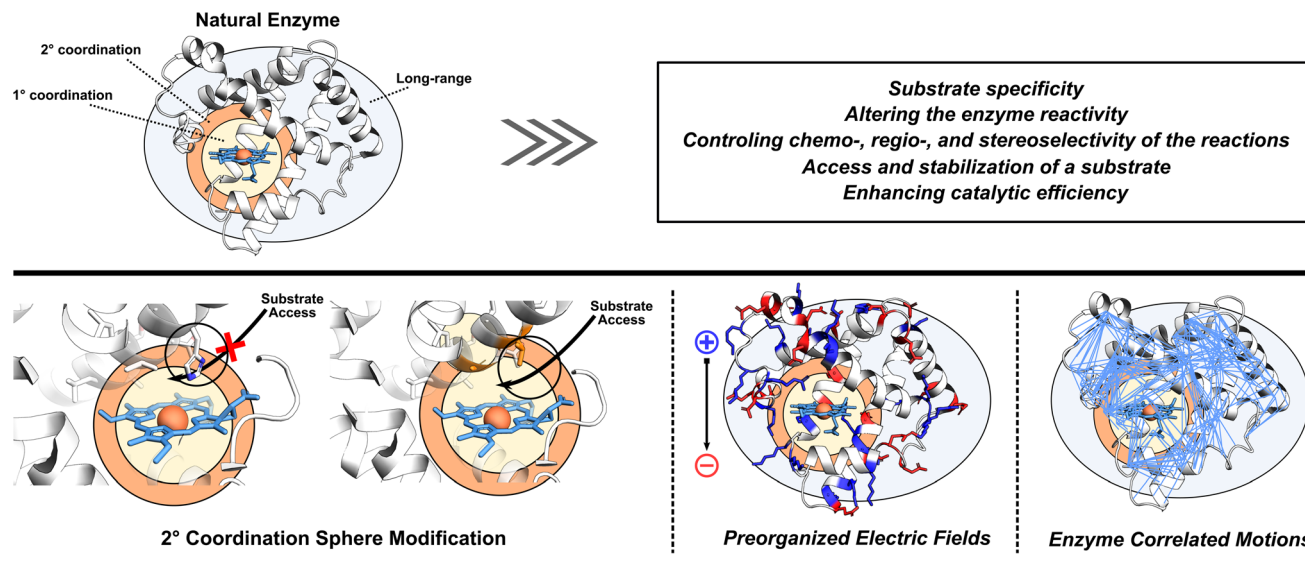 Natural Enzyme
2° coordination
1° coordination
Long-range
Substrate specificity
Altering the enzyme reactivity
Controling chemo-, regio-, and stereoselectivity of the reactions
Access and stabilization of a substrate
Enhancing catalytic efficiency
Substrate
Access
Substrate
Access
+
−
2° Coordination Sphere Modification
Preorganized Electric Fields
Enzyme Correlated Motions